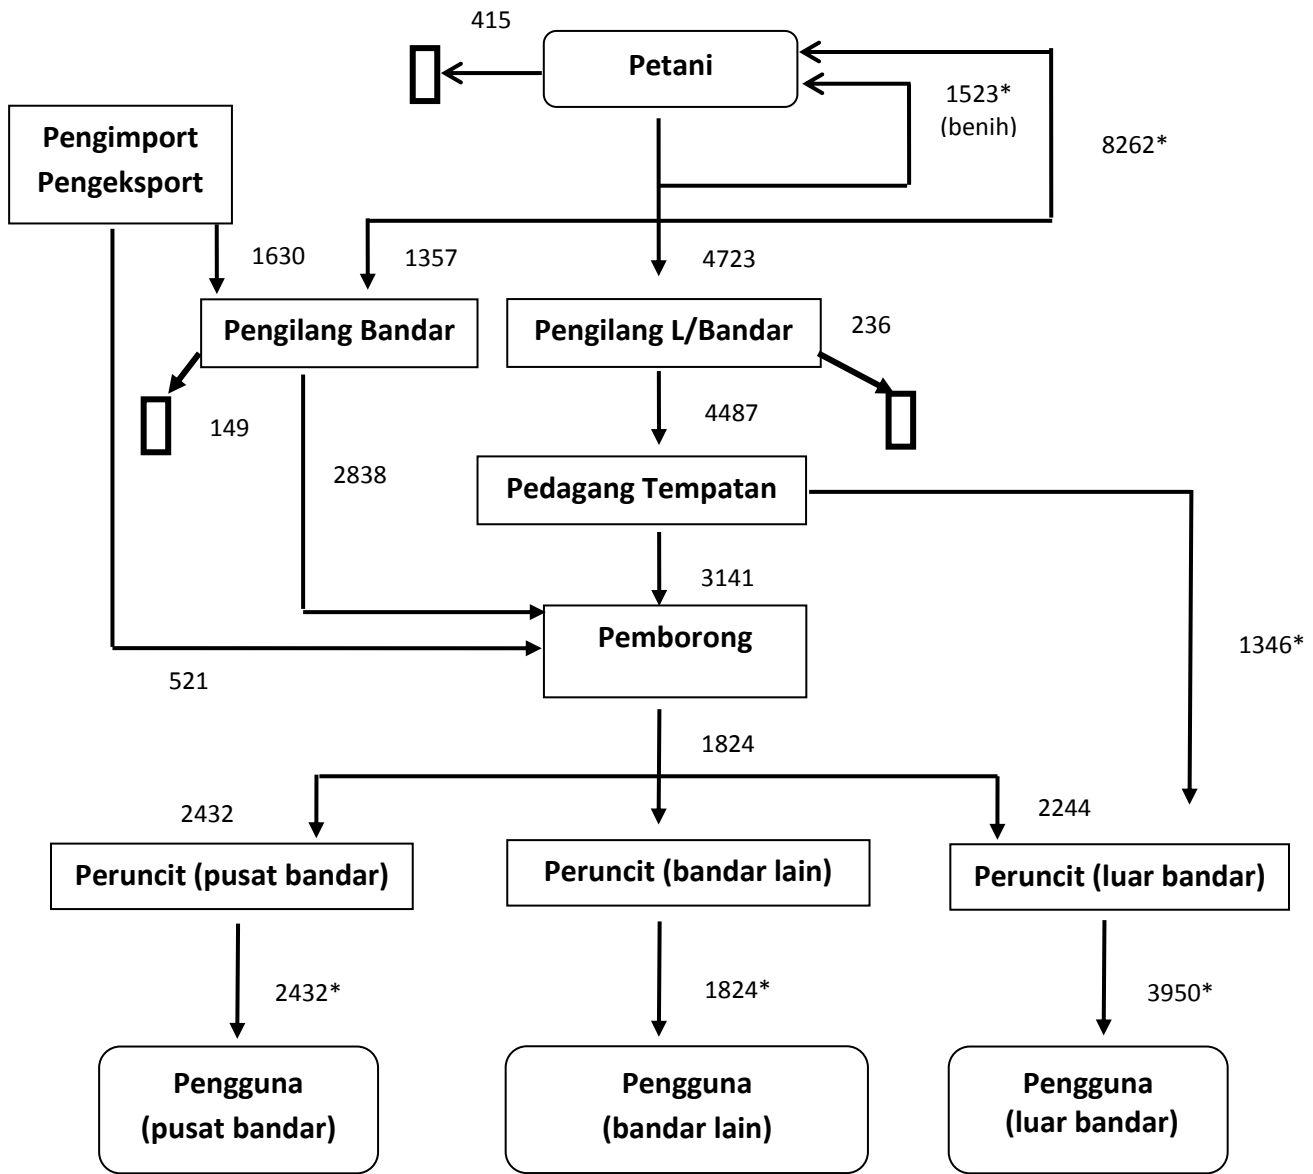 415
Petani
1523*
(benih)
8262*
Pengimport
Pengeksport
1630
1357
4723
Pengilang Bandar
Pengilang L/Bandar
236
149
4487
2838
Pedagang Tempatan
3141
Pemborong
1346*
521
1824
2432
2244
Peruncit (pusat bandar)
Peruncit (bandar lain)
Peruncit (luar bandar)
2432*
1824*
3950*
Pengguna
(pusat bandar)
Pengguna
(bandar lain)
Pengguna
(luar bandar)